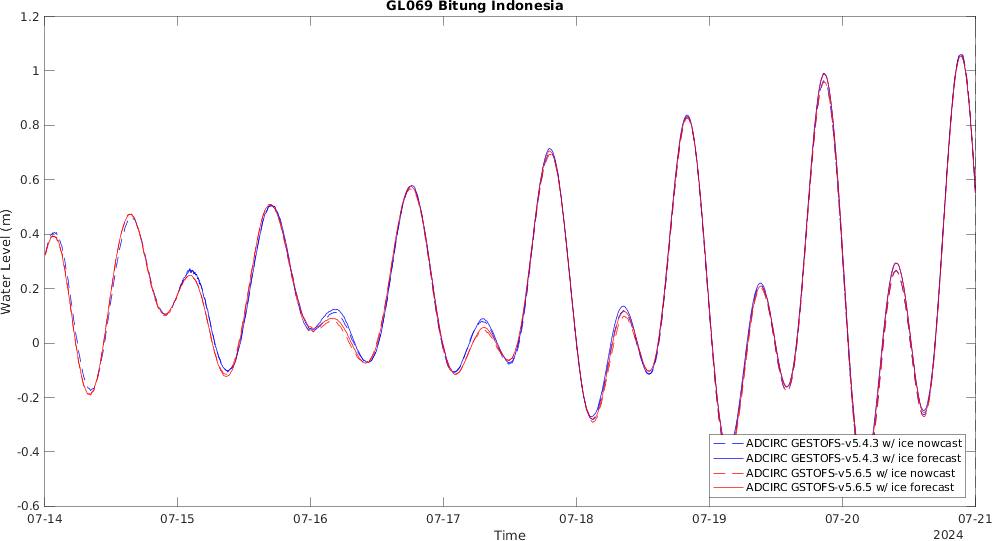 GL069 Bitung Indonesia
1.2
1
0.8
0.6
0.4
0.2
0
-0.2
-0.4
-0.6
Water Level (m)
ADCIRC GESTOFS-v5.4.3 w/ ice nowcast
ADCIRC GESTOFS-v5.4.3 w/ ice forecast
ADCIRC GSTOFS-v5.6.5 w/ ice nowcast
ADCIRC GSTOFS-v5.6.5 w/ ice forecast
07-14 07-15 07-16 07-17 07-18 07-19 07-20 07-21
Time
2024